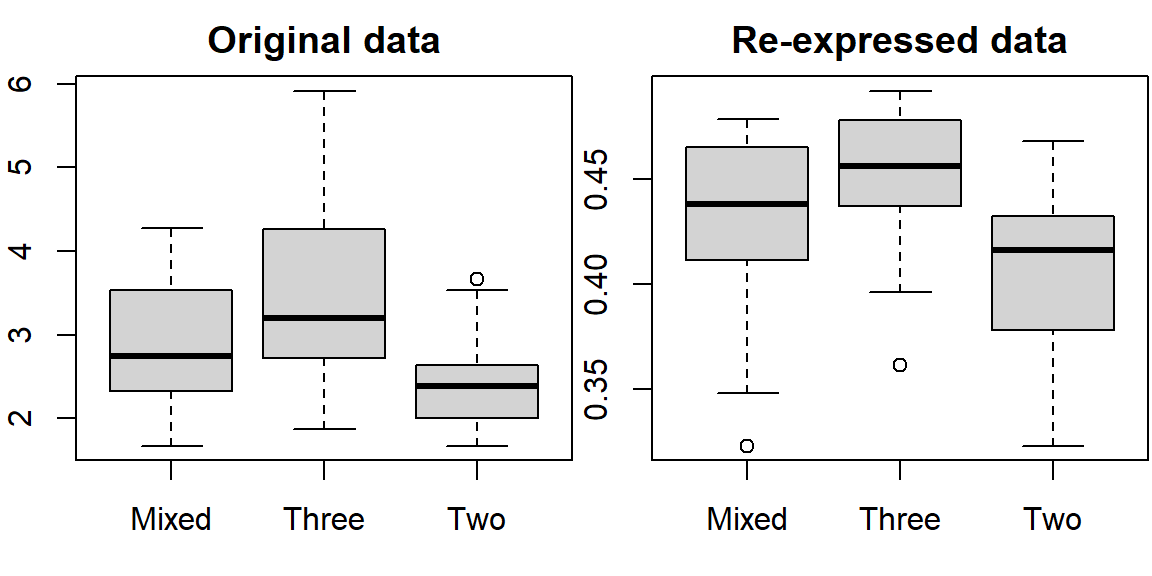 Original data
6
5
4
3
2
Mixed Three Two
Re-expressed data
0.45
0.40
0.35
Mixed Three Two